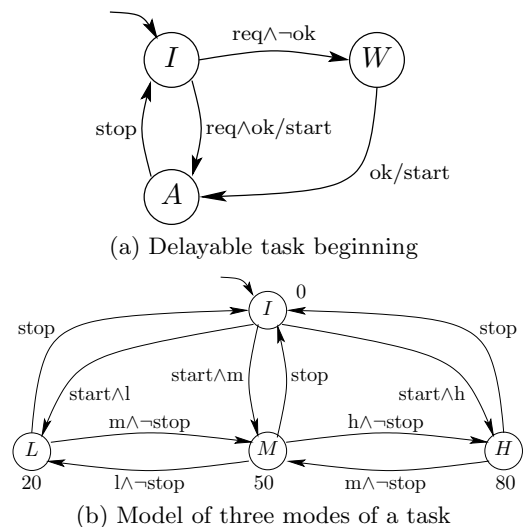 I
req∧¬ok
W
stop
req∧ok/start
A
ok/start
(a) Delayable task beginning
I
0
stop
stop
start∧l
start∧m
stop
start∧h
m∧¬stop
h∧¬stop
L
M
H
l∧¬stop
m∧¬stop
20
50
80
(b) Model of three modes of a task